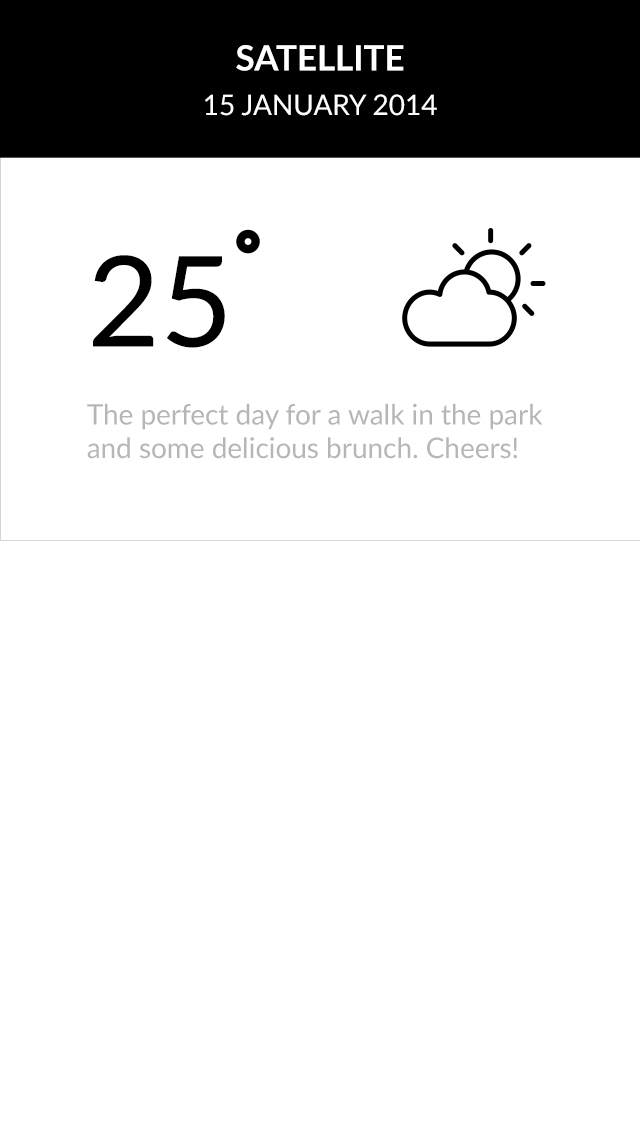 SATELLITE
15 JANUARY 2014
25°
The perfect day for a walk in the park
and some delicious brunch. Cheers!